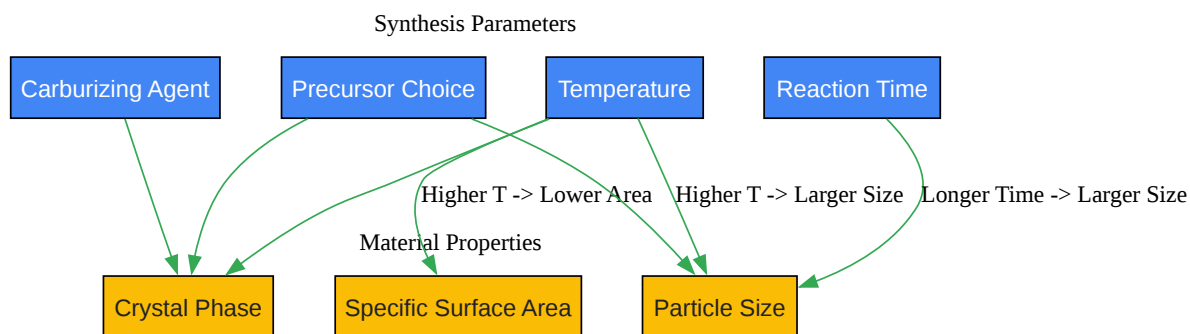 Synthesis Parameters
Carburizing Agent
Precursor Choice
Temperature
Reaction Time
Higher T -> Lower Area
Higher T -> Larger Size
Longer Time -> Larger Size
Material Properties
Crystal Phase
Specific Surface Area
Particle Size